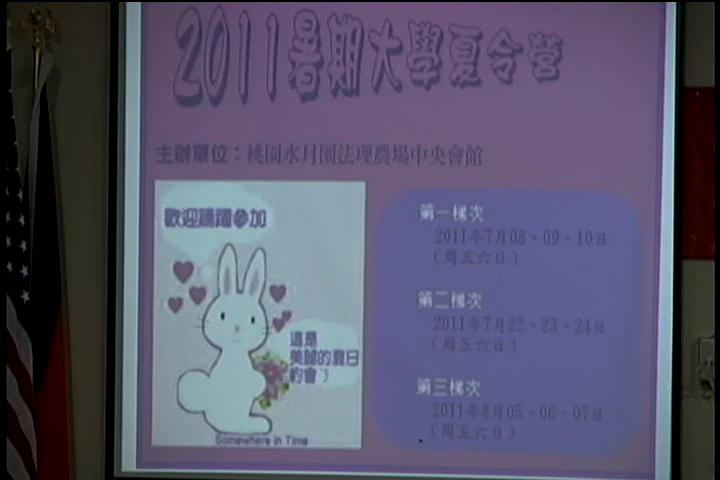 2011暑期大學夏令營
主辦單位：桃園水月園法理農場中央會館
歡迎踴躍參加
這是
美麗的夏日
約會了
Somewhere in Time
第一梯次
2011年7月08、09、10日
（周五六日）
第二梯次
2011年7月22、23、24日
（周五六日）
第三梯次
2011年8月05、06、07日
（周五六日）